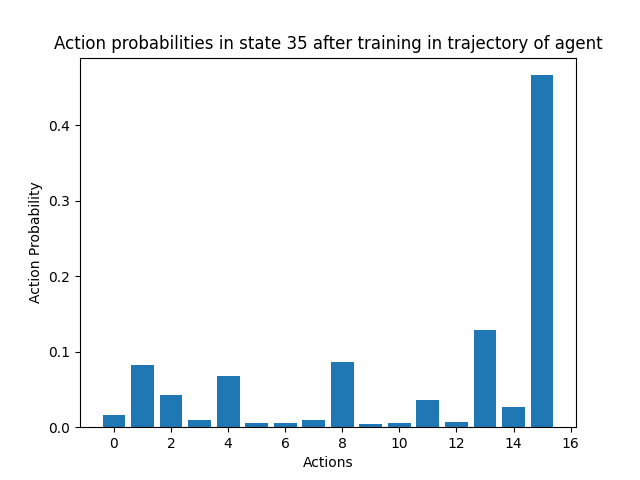 Action probabilities in state 35 after training in trajectory of agent
Action Probability
0.4
0.3
0.2
0.1
0.0
0 2 4 6 8 10 12 14 16
Actions